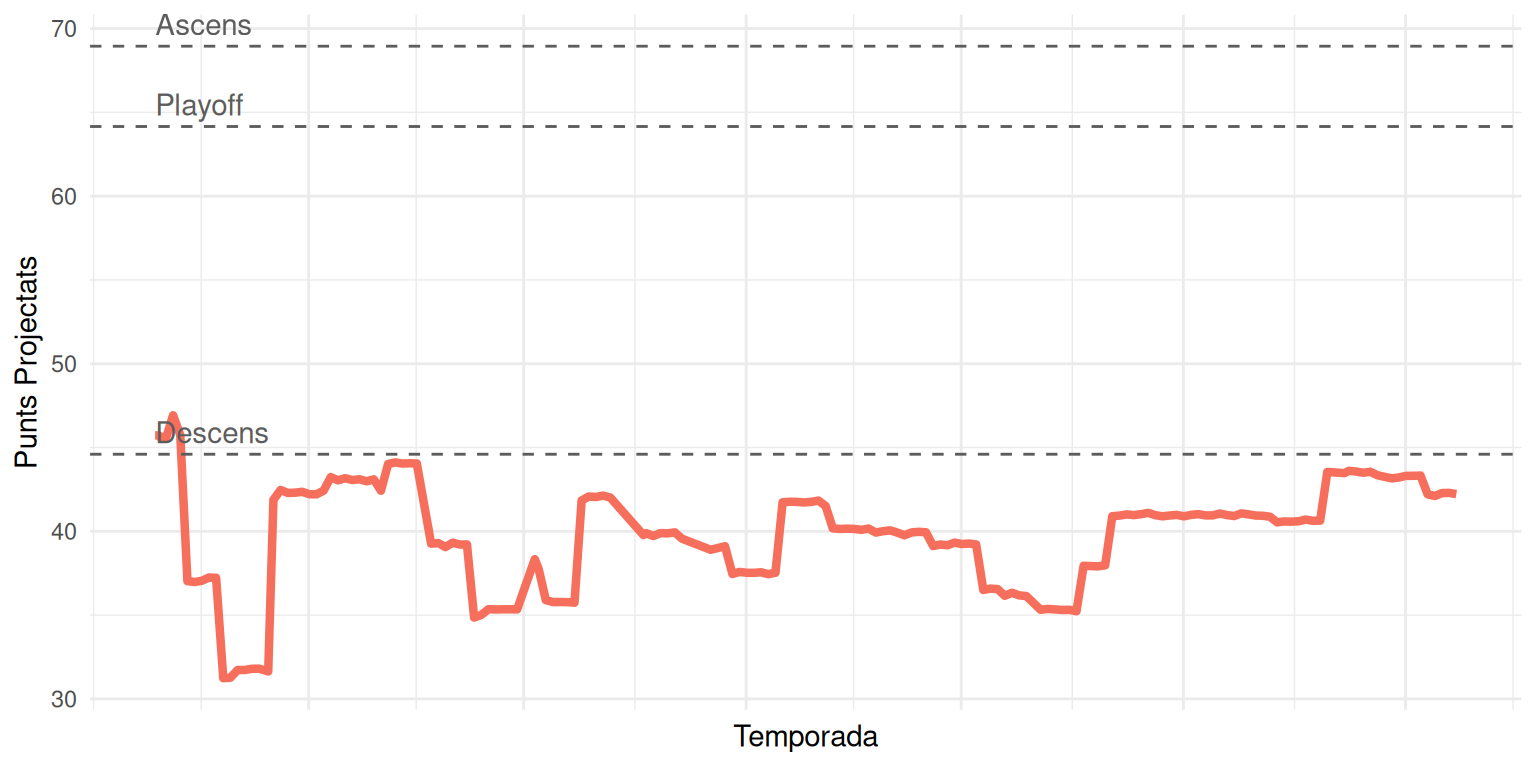 70
Ascens
Playoff
60
Punts Projectats
50
Descens
40
30
Temporada